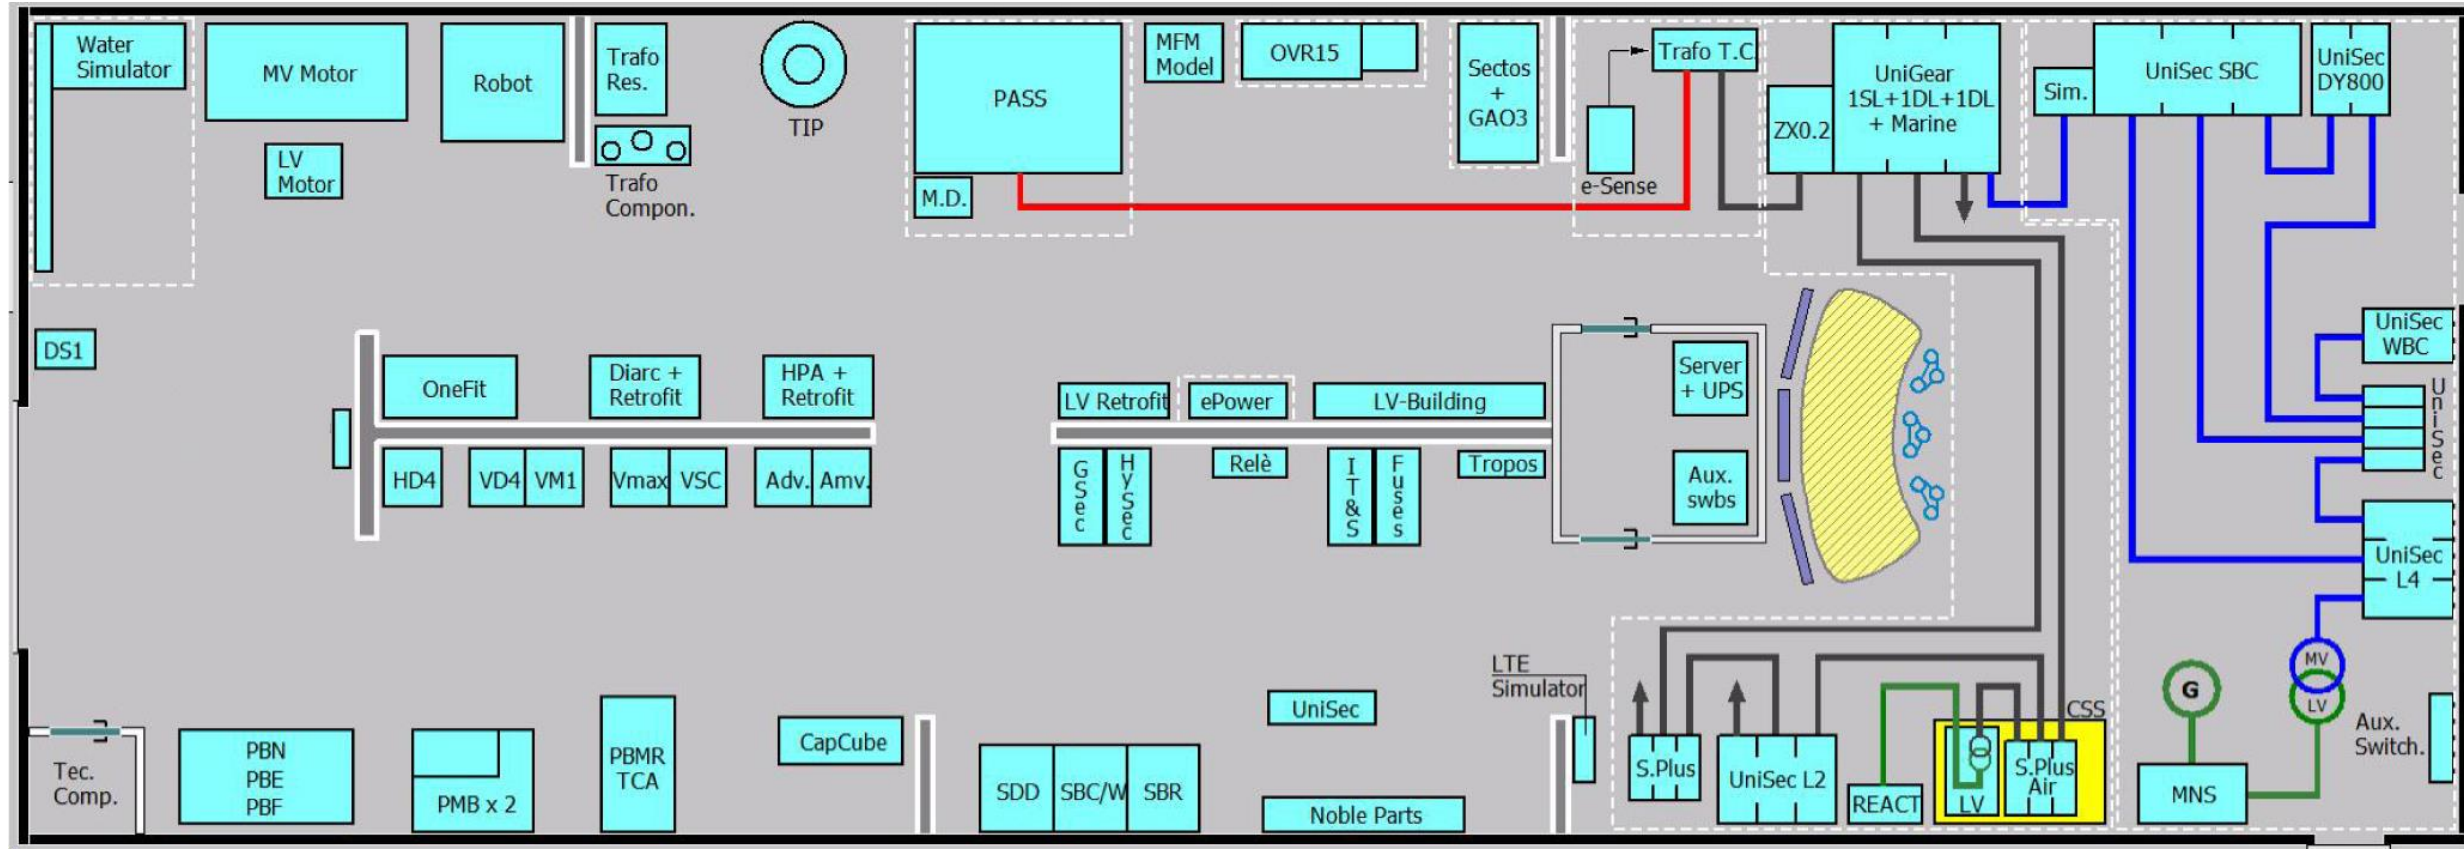 Water
Simulator
MV Motor
Robot
Trafo
Res.
TIP
PASS
MFM
Model
OVR15
Sectos
+
GAO3
Trafo T.C.
UniGear
1SL+1DL+1DL
+ Marine
ZX0.2
Sim.
UniSec SBC
UniSec
DY800
LV
Motor
Trafo
Compon.
M.D.
e-Sense
DS1
OneFit
Diarc +
Retrofit
HPA +
Retrofit
LV Retrofit
ePower
LV-Building
Server
+ UPS
UniSec
WBC
UniSec
HD4
VD4
VM1
Vmax
VSC
Adv.
Amv.
GSec
HySec
Relè
IT&S
Fuses
Tropos
Aux.
swbs
UniSec
L4
LTE
Simulator
MV
LV
G
CSS
Aux.
Switch.
Tec.
Comp.
PBN
PBE
PBF
PMB x 2
PBMR
TCA
CapCube
SDD
SBC/W
SBR
UniSec
Noble Parts
S.Plus
UniSec L2
REACT
LV
S.Plus
Air
MNS